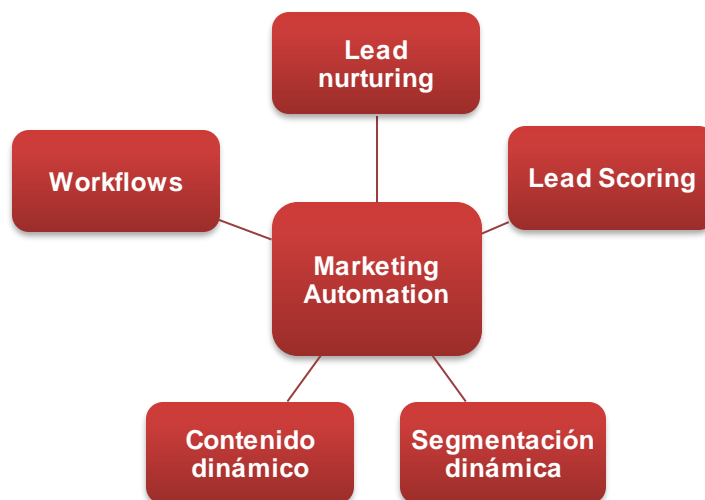 Lead
nurturing
Workflows
Lead Scoring
Marketing
Automation
Contenido
dinámico
Segmentación
dinámica